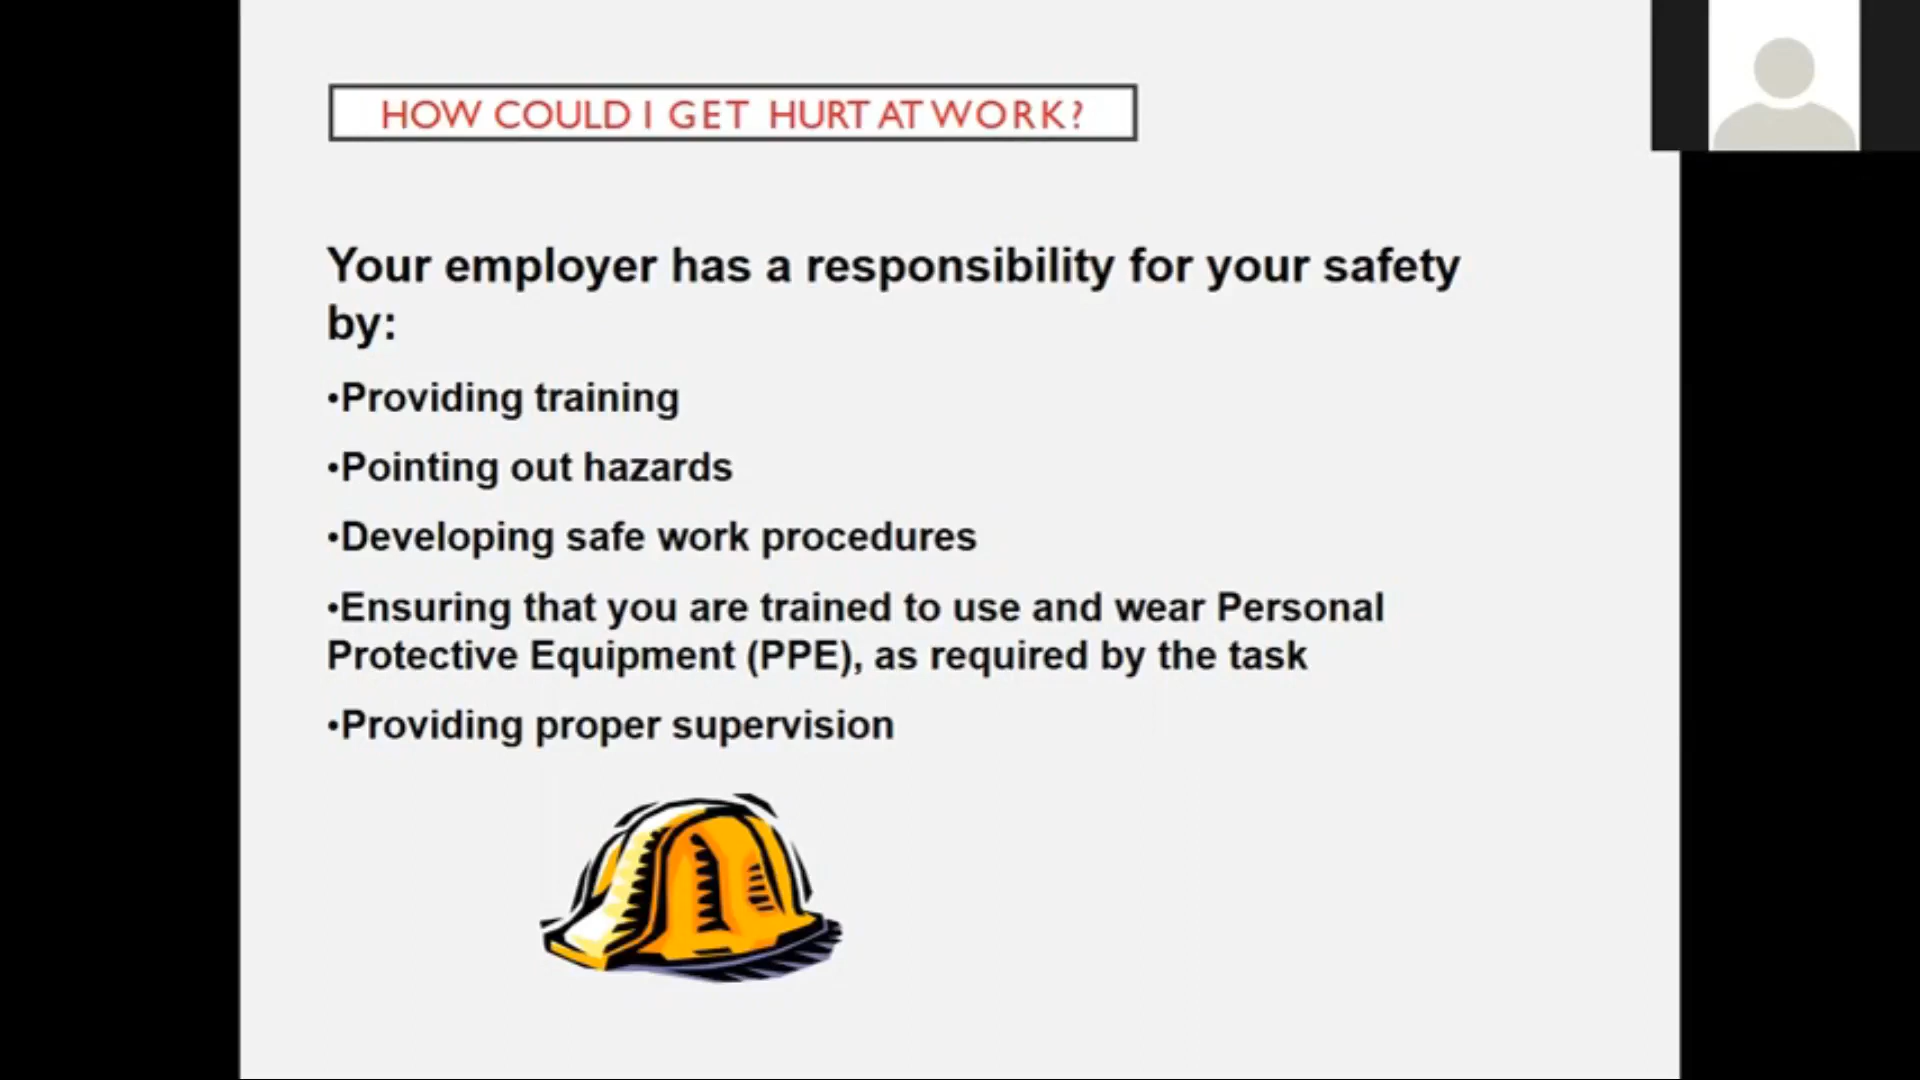 HOW COULD I GET HURT AT WORK?
Your employer has a responsibility for your safety
by:
•Providing training
•Pointing out hazards
•Developing safe work procedures
•Ensuring that you are trained to use and wear Personal
Protective Equipment (PPE), as required by the task
•Providing proper supervision